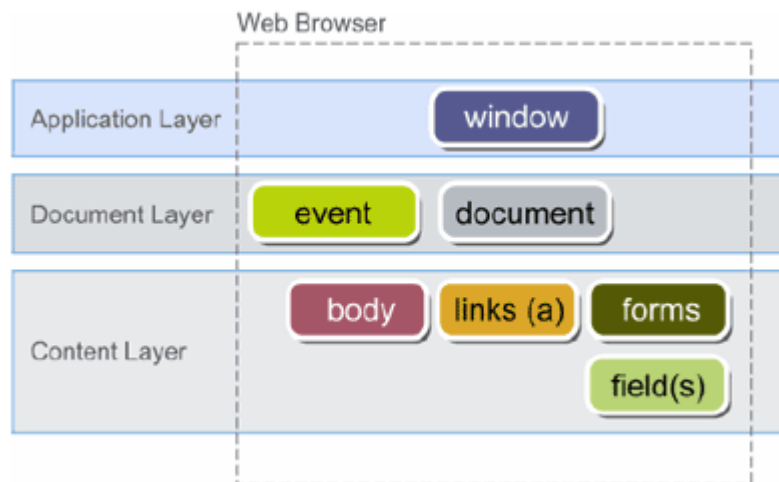 Web Browser
Application Layer
window
Document Layer
event
document
body
links (a)
forms
Content Layer
field(s)